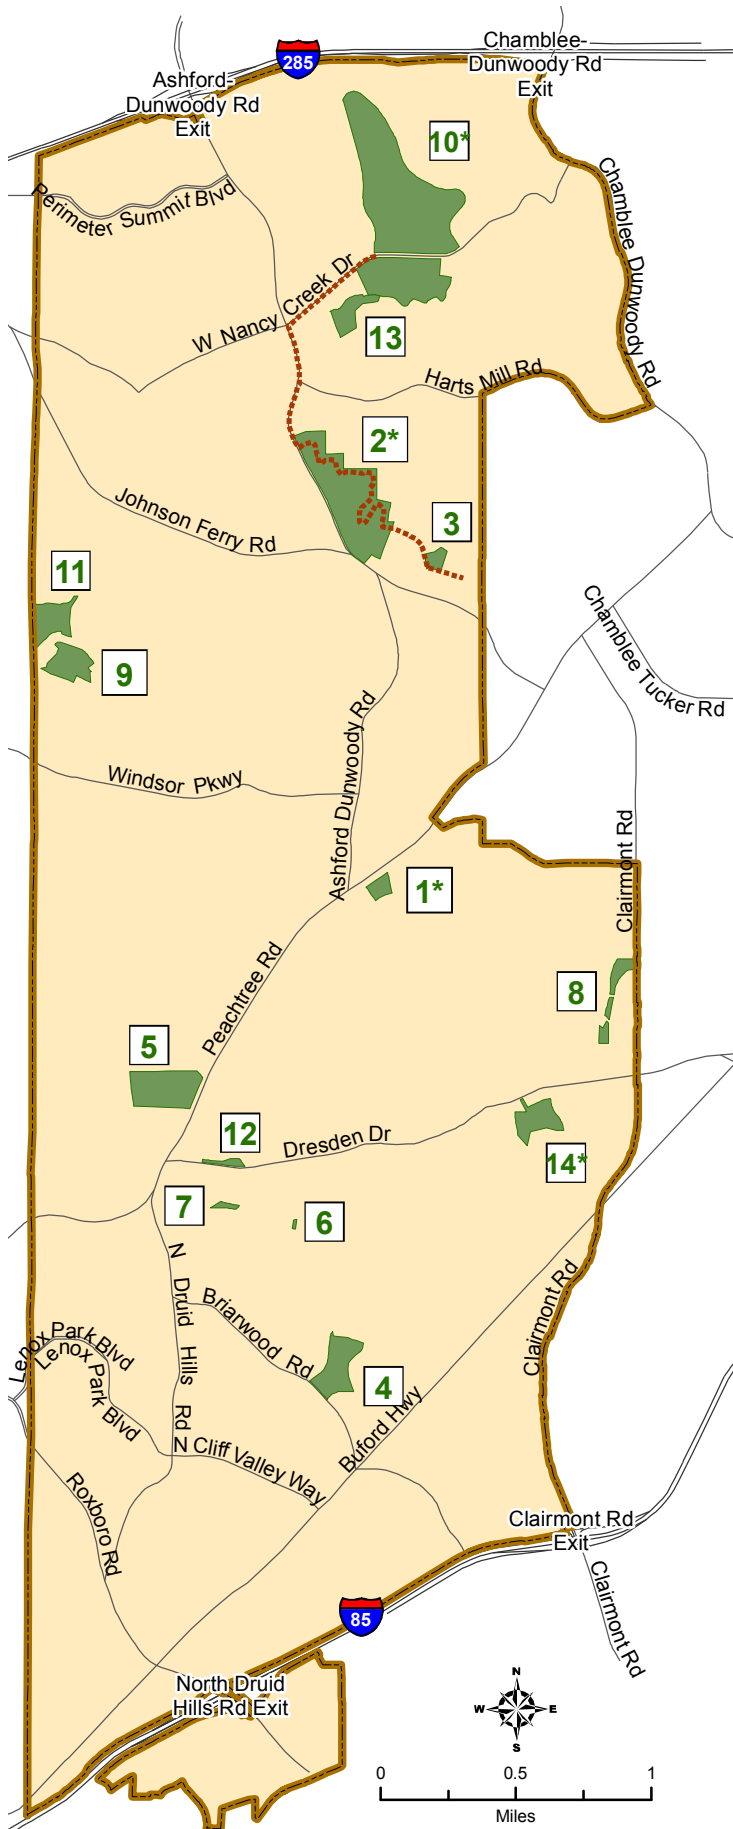 Chamblee-
Dunwoody Rd
Exit
285
Ashford-
Dunwoody Rd
Exit
10*
Perimeter Summit Blvd
Chamblee Dunwoody Rd
W Nancy Creek Dr
13
Harts Mill Rd
2*
Johnson Ferry Rd
3
11
9
Chamblee Tucker Rd
Windsor Pkwy
Ashford Dunwoody Rd
Clairmont Rd
1*
Peachtree Rd
8
5
12
Dresden Dr
14*
7
6
N Druid Hills Rd
Briarwood Rd
Clairmont Rd
Lenox Park Blvd
Lenox Park Blvd
4
Buford Hwy
N Cliff Valley Way
Roxboro Rd
Clairmont Rd
Exit
Clairmont Rd
85
North Druid
Hills Rd Exit
N
W E
S
0 0.5 1
Miles